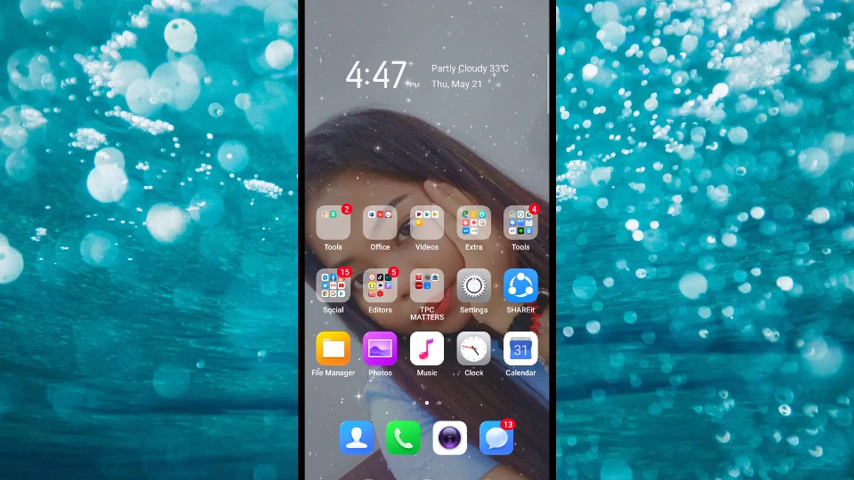 4:47 PM
Partly Cloudy 33°C
Thu, May 21
2
4
Tools
Office
Videos
Extra
Tools
15
5
Social
Editors
TPC
MATTERS
Settings
SHAREit
31
File Manager
Photos
Music
Clock
Calendar
13